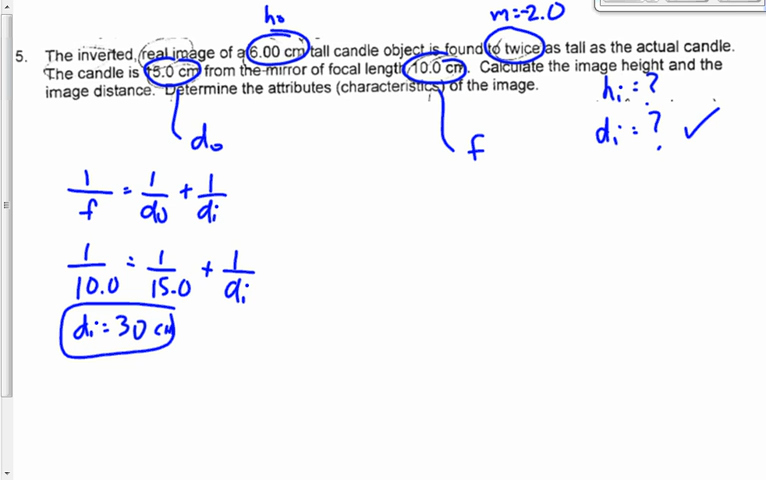 h₀
m=-2.0
5. The inverted, real image of a 6.00 cm tall candle object is found to twice as tall as the actual candle.
The candle is 15.0 cm from the mirror of focal length 10.0 cm. Calculate the image height and the
image distance. Determine the attributes (characteristics) of the image.
hᵢ = ?
dᵢ = ? ✓
d₀
f
1/f = 1/d₀ + 1/dᵢ
1/10.0 = 1/15.0 + 1/dᵢ
dᵢ = 30 cm